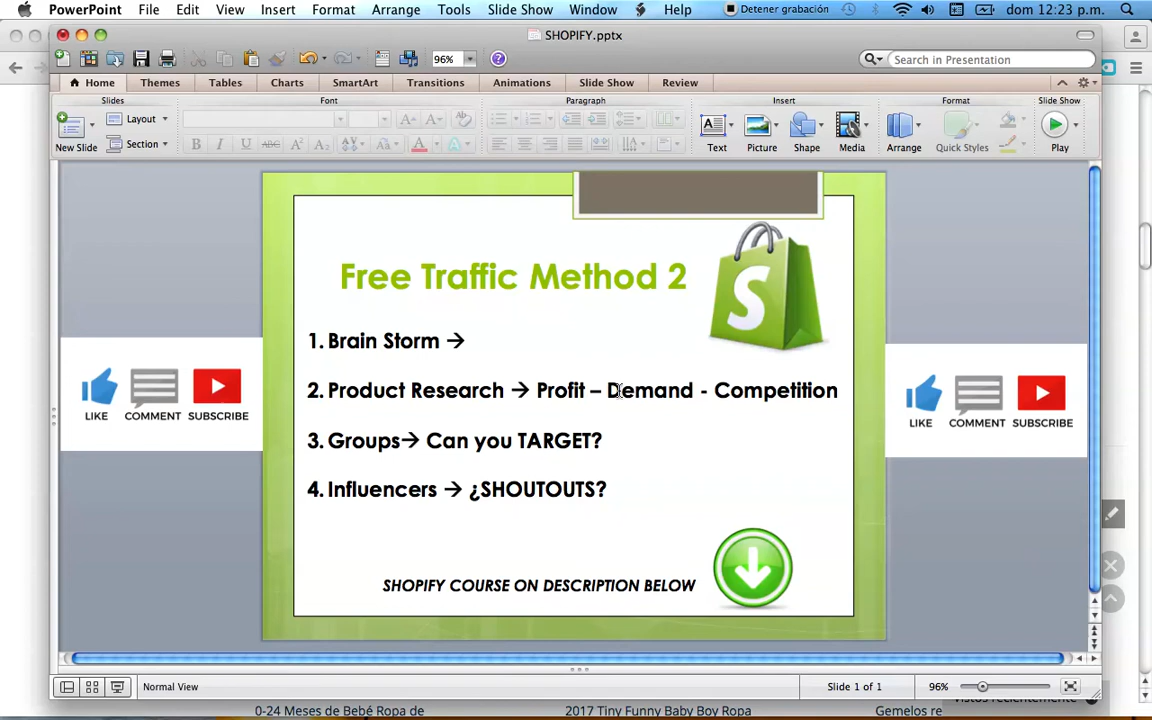 PowerPoint File Edit View Insert Format Arrange Tools Slide Show Window Help Detener grabación dom 12:23 p.m.
SHOPIFY.pptx
96%
Search in Presentation
Home Themes Tables Charts SmartArt Transitions Animations Slide Show Review
Slides Font Paragraph Insert Format Slide Show
New Slide Layout Section Text Picture Shape Media Arrange Quick Styles Play
Free Traffic Method 2
1. Brain Storm →
2. Product Research → Profit – Demand - Competition
3. Groups→ Can you TARGET?
4. Influencers → ¿SHOUTOUTS?
SHOPIFY COURSE ON DESCRIPTION BELOW
LIKE COMMENT SUBSCRIBE
LIKE COMMENT SUBSCRIBE
Normal View Slide 1 of 1 96%
0-24 Meses de Bebé Ropa de 2017 Tiny Funny Baby Boy Ropa Gemelos re